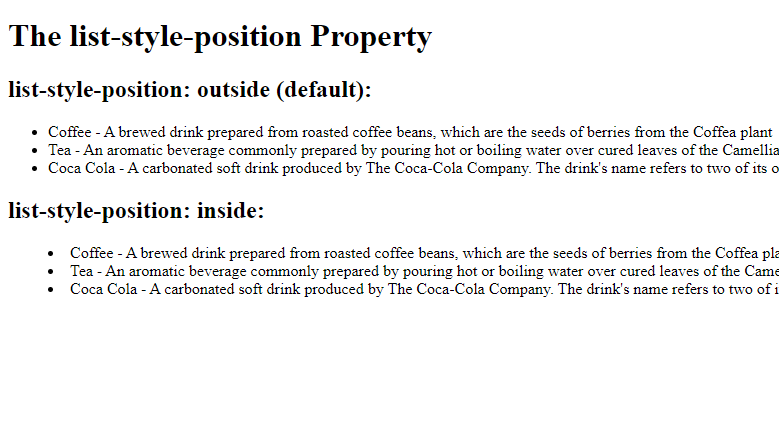 The list-style-position Property
list-style-position: outside (default):
• Coffee - A brewed drink prepared from roasted coffee beans, which are the seeds of berries from the Coffea plant
• Tea - An aromatic beverage commonly prepared by pouring hot or boiling water over cured leaves of the Camellia
• Coca Cola - A carbonated soft drink produced by The Coca-Cola Company. The drink's name refers to two of its
list-style-position: inside:
• Coffee - A brewed drink prepared from roasted coffee beans, which are the seeds of berries from the Coffea
• Tea - An aromatic beverage commonly prepared by pouring hot or boiling water over cured leaves of the
• Coca Cola - A carbonated soft drink produced by The Coca-Cola Company. The drink's name refers to two of